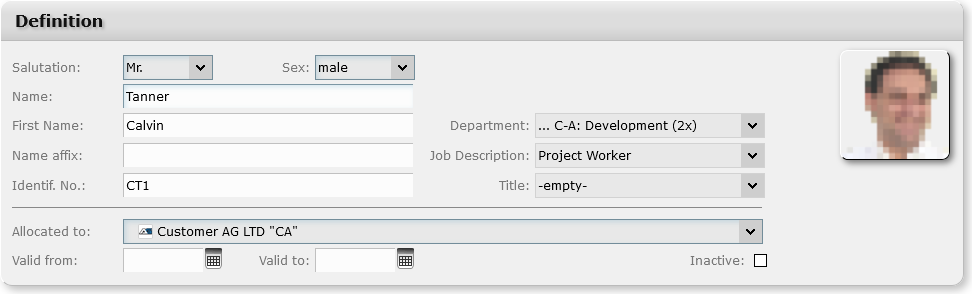 Definition
Salutation: Mr. Sex: male
Name: Tanner
First Name: Calvin Department: ... C-A: Development (2x)
Name affix: Job Description: Project Worker
Identif. No.: CT1 Title: -empty-
Allocated to: Customer AG LTD "CA"
Valid from: Valid to: Inactive: